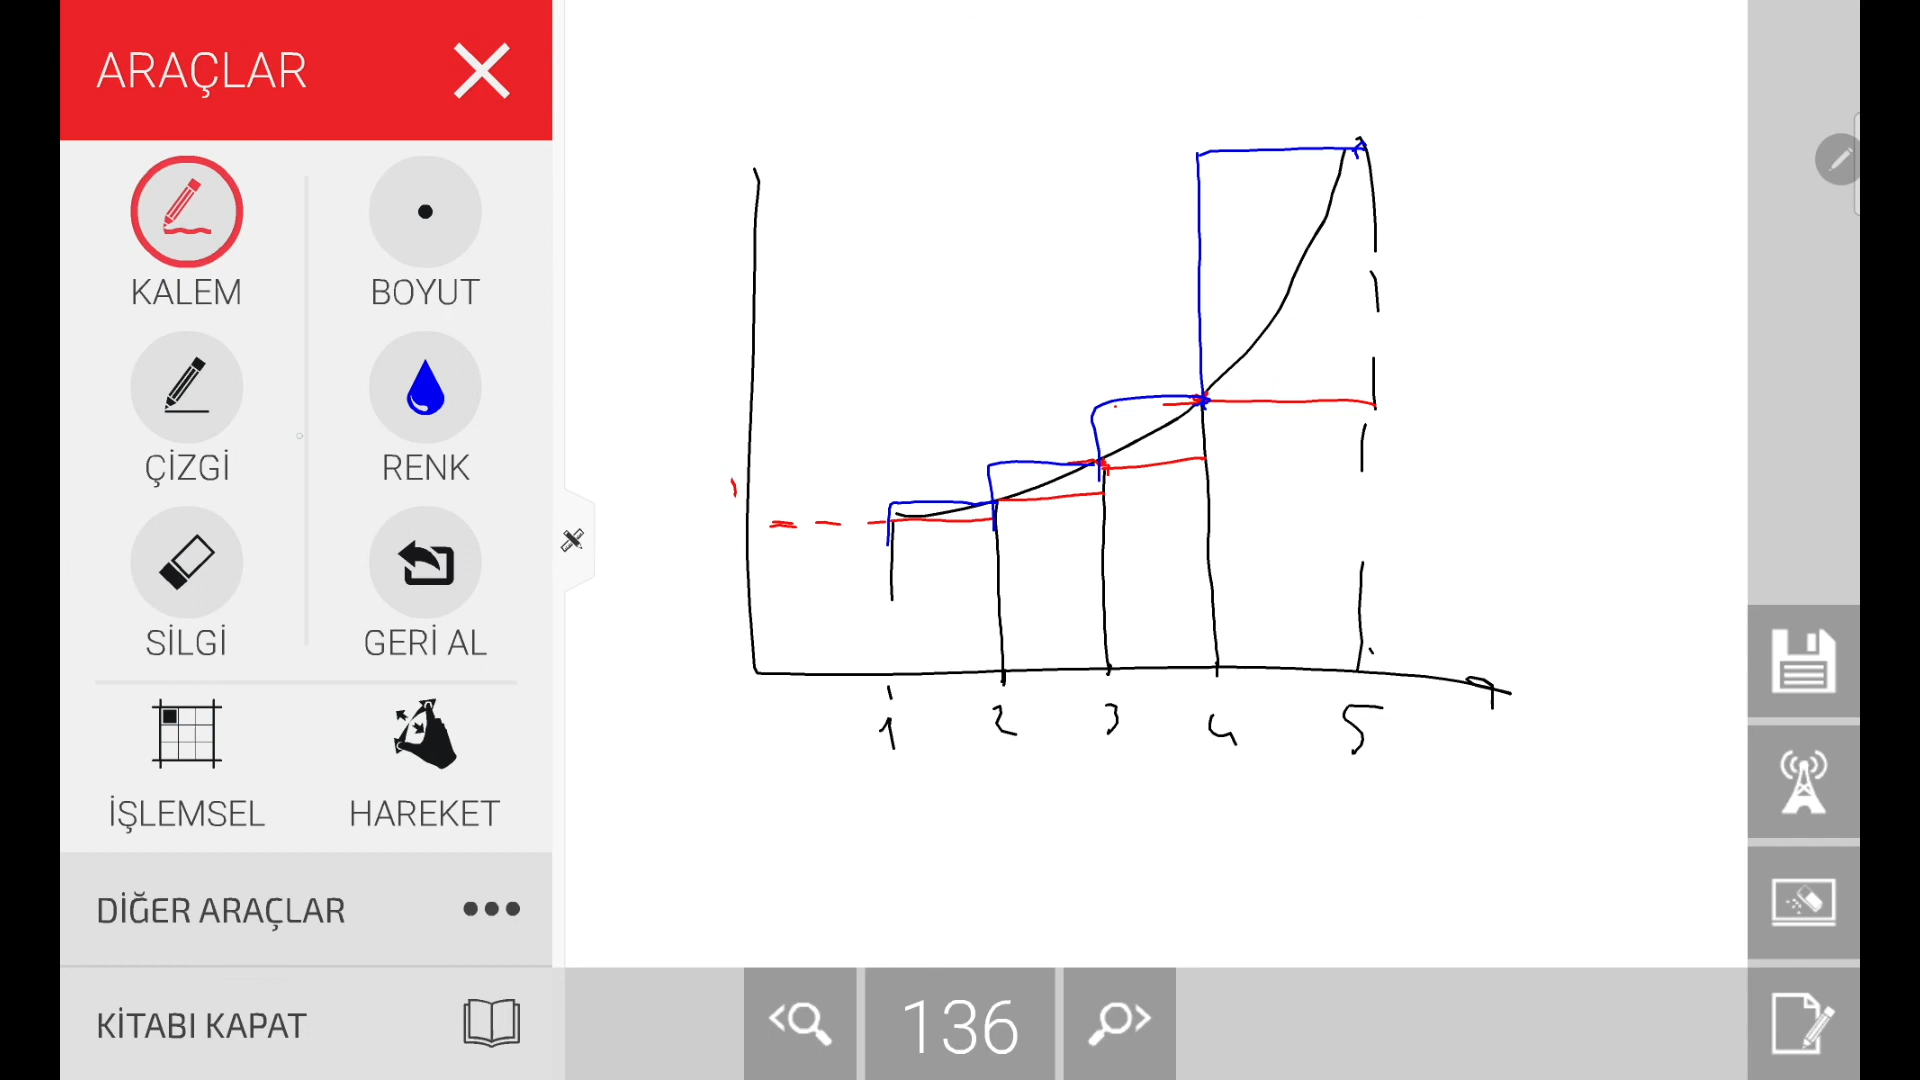 ARAÇLAR
KALEM
BOYUT
ÇİZGİ
RENK
SİLGİ
GERİ AL
İŞLEMSEL
HAREKET
DİĞER ARAÇLAR
KİTABI KAPAT
1 2 3 4 5
136